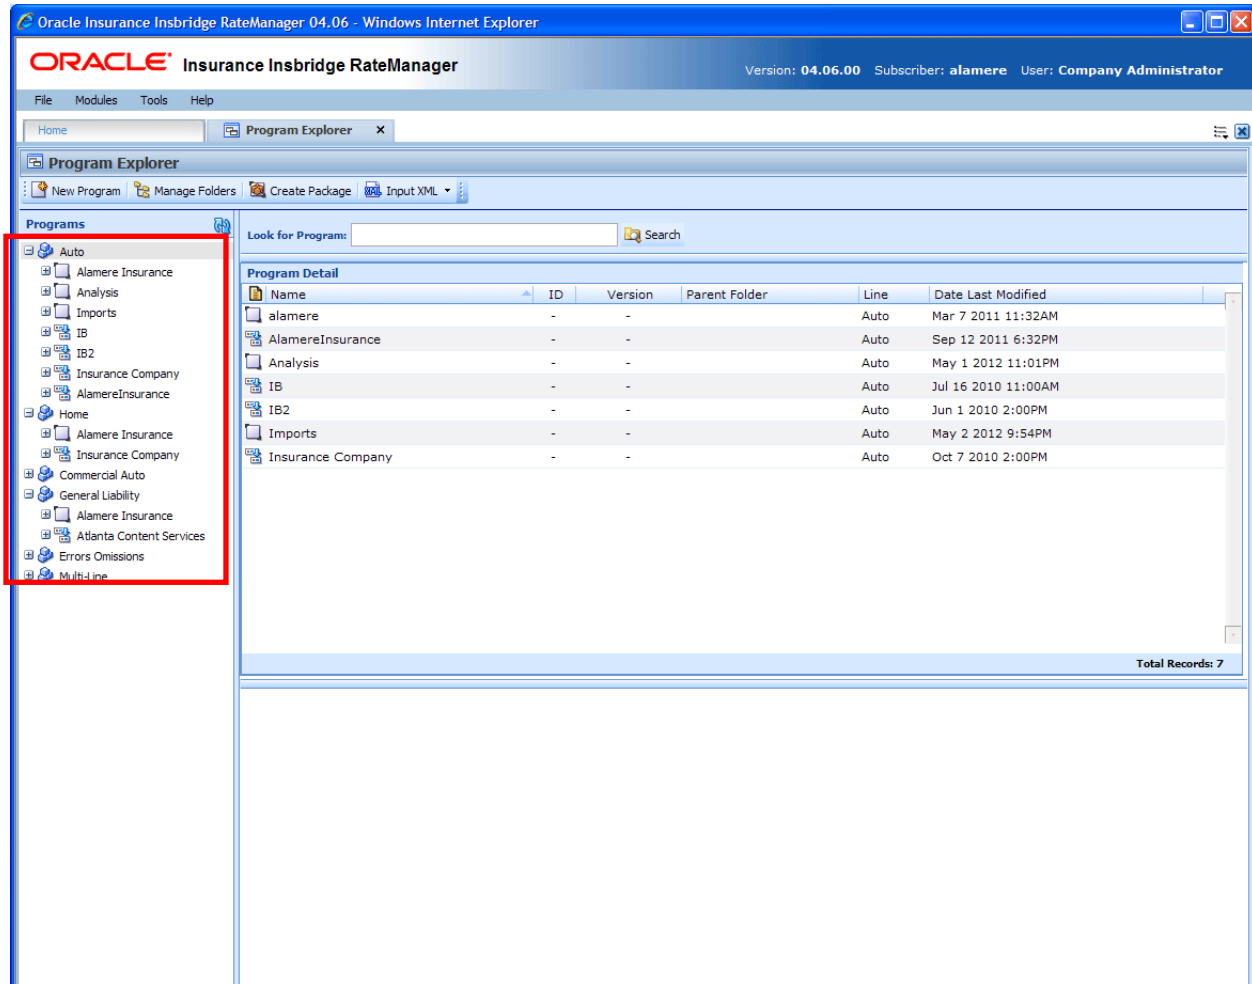 Oracle Insurance Insbridge RateManager 04.06 - Windows Internet Explorer
ORACLE Insurance Insbridge RateManager
Version: 04.06.00 Subscriber: alamere User: Company Administrator
File Modules Tools Help
Home Program Explorer x
Program Explorer
New Program Manage Folders Create Package Input XML
Programs
Auto
Alamere Insurance
Analysis
Imports
IB
IB2
Insurance Company
AlamereInsurance
Home
Alamere Insurance
Insurance Company
Commercial Auto
General Liability
Alamere Insurance
Atlanta Content Services
Errors Omissions
Multi-Line
Look for Program: Search
Program Detail
Name ID Version Parent Folder Line Date Last Modified
alamere - - Auto Mar 7 2011 11:32AM
AlamereInsurance - - Auto Sep 12 2011 6:32PM
Analysis - - Auto May 1 2012 11:01PM
IB - - Auto Jul 16 2010 11:00AM
IB2 - - Auto Jun 1 2010 2:00PM
Imports - - Auto May 2 2012 9:54PM
Insurance Company - - Auto Oct 7 2010 2:00PM
Total Records: 7